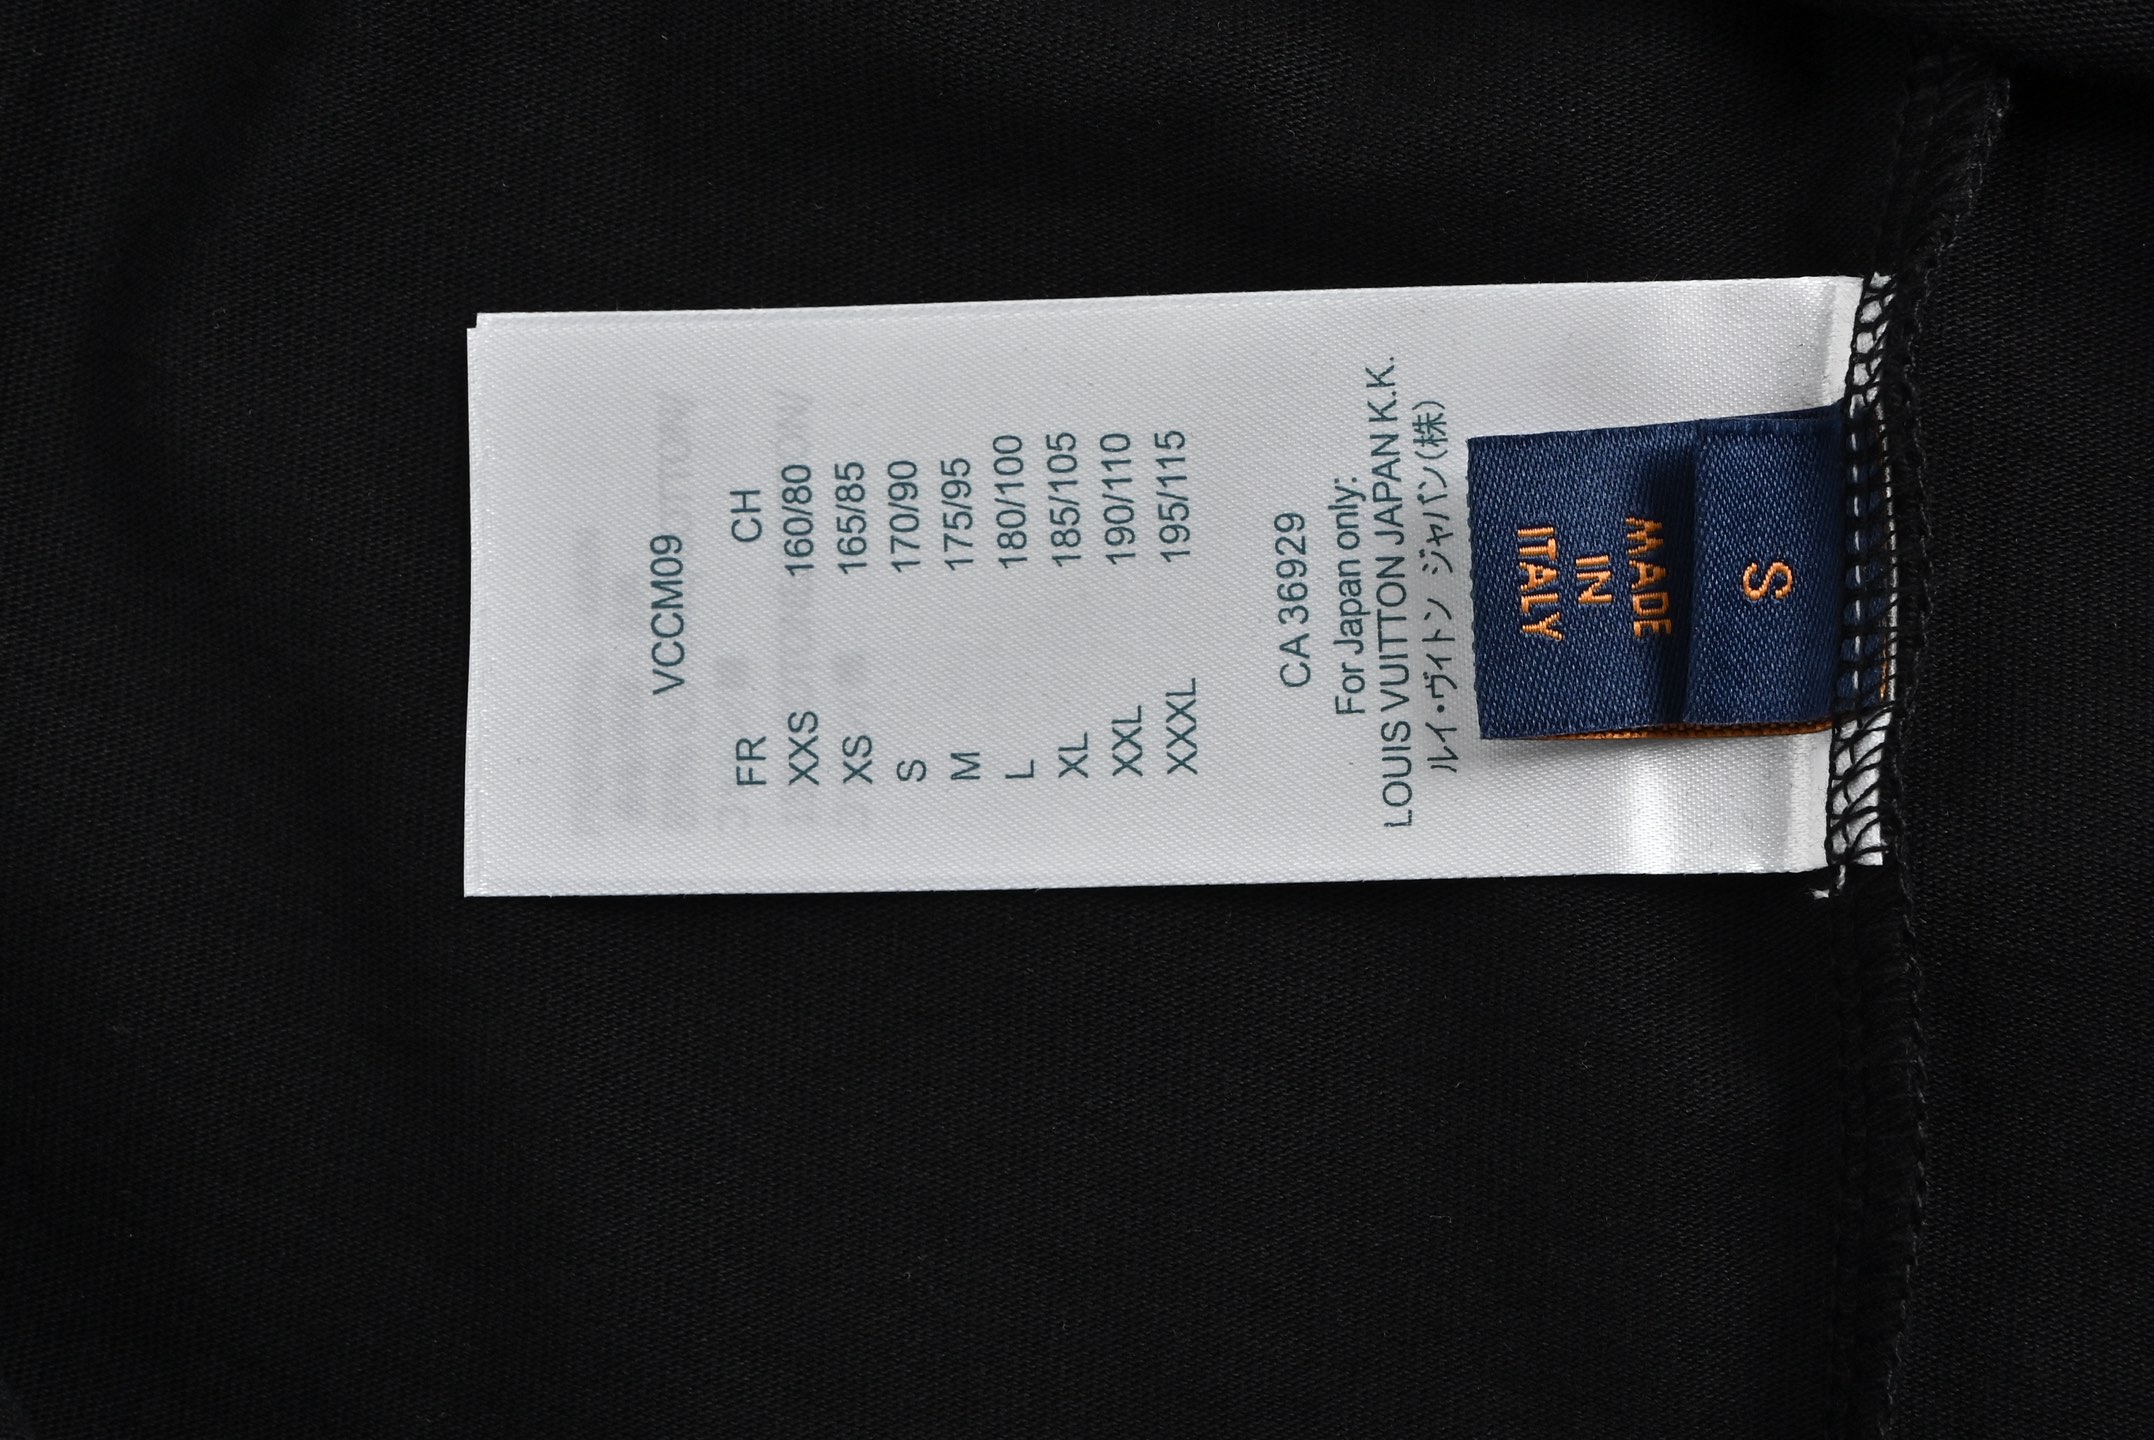 VCCM09
FR CH
XXS 160/80
XS 165/85
S 170/90
M 175/95
L 180/100
XL 185/105
XXL 190/110
XXXL 195/115
CA 36929
For Japan only:
LOUIS VUITTON JAPAN K.K.
ルイ・ヴィトン ジャパン(株)
S
MADE
IN
ITALY